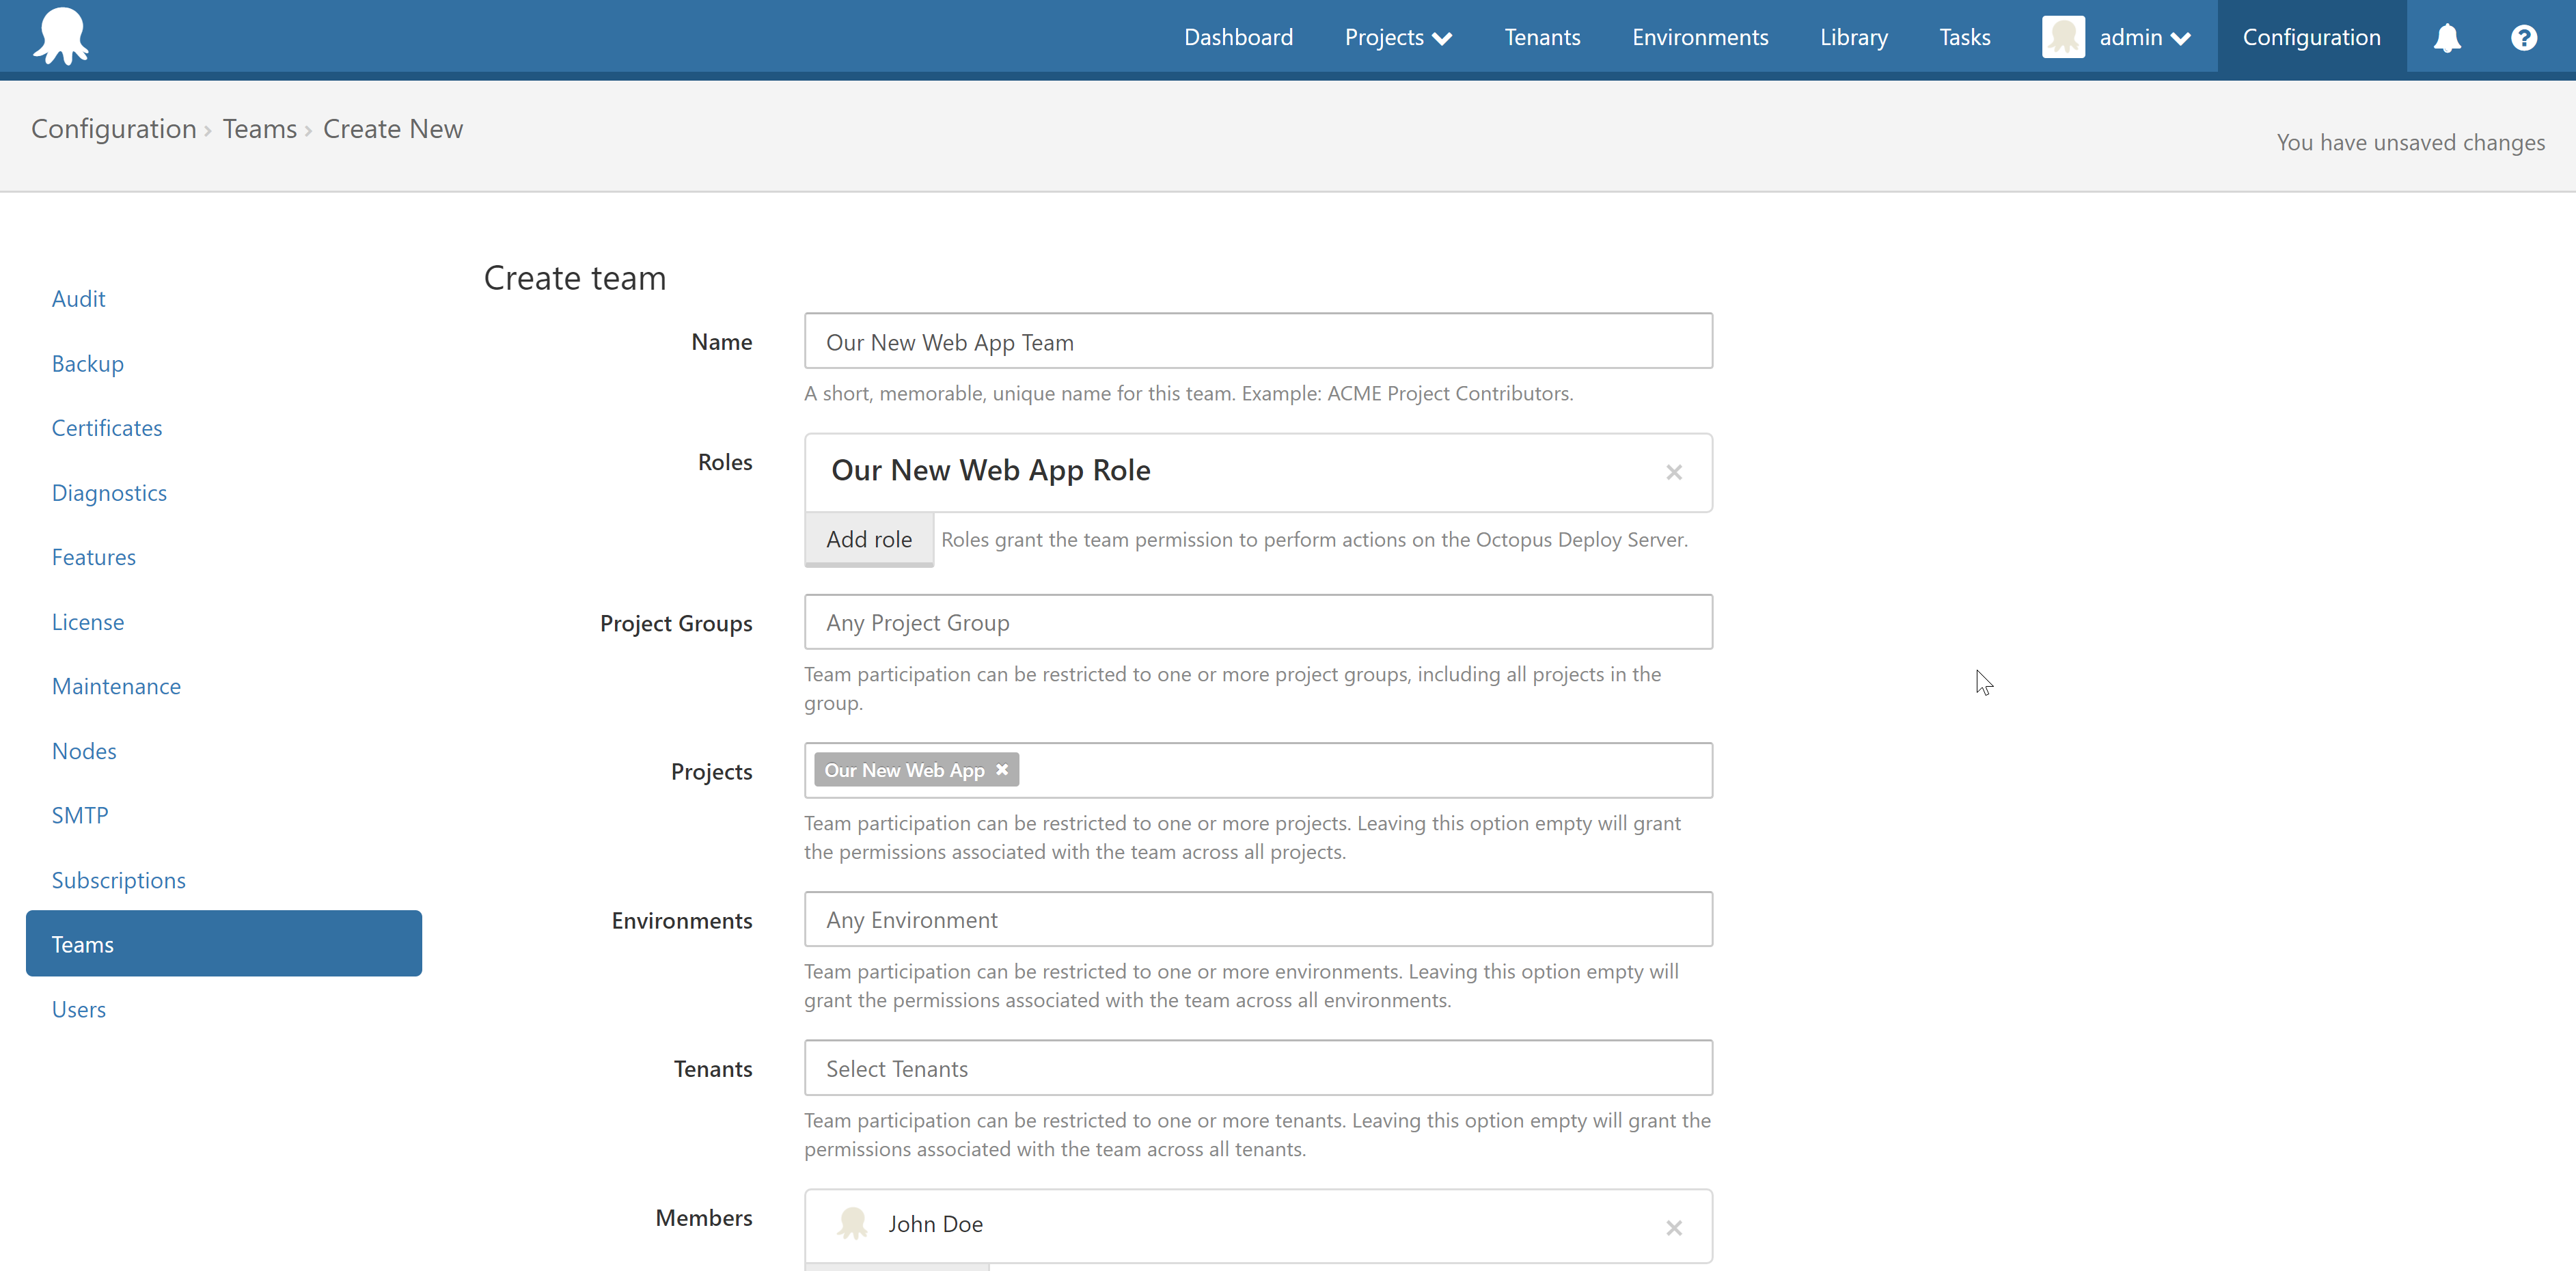 Dashboard Projects Tenants Environments Library Tasks admin Configuration ?
Configuration › Teams › Create New
You have unsaved changes
Audit
Backup
Certificates
Diagnostics
Features
License
Maintenance
Nodes
SMTP
Subscriptions
Teams
Users
Create team
Name
Our New Web App Team
A short, memorable, unique name for this team. Example: ACME Project Contributors.
Roles
Our New Web App Role
Add role Roles grant the team permission to perform actions on the Octopus Deploy Server.
Project Groups
Any Project Group
Team participation can be restricted to one or more project groups, including all projects in the
group.
Projects
Our New Web App
Team participation can be restricted to one or more projects. Leaving this option empty will grant
the permissions associated with the team across all projects.
Environments
Any Environment
Team participation can be restricted to one or more environments. Leaving this option empty will
grant the permissions associated with the team across all environments.
Tenants
Select Tenants
Team participation can be restricted to one or more tenants. Leaving this option empty will grant the
permissions associated with the team across all tenants.
Members
John Doe